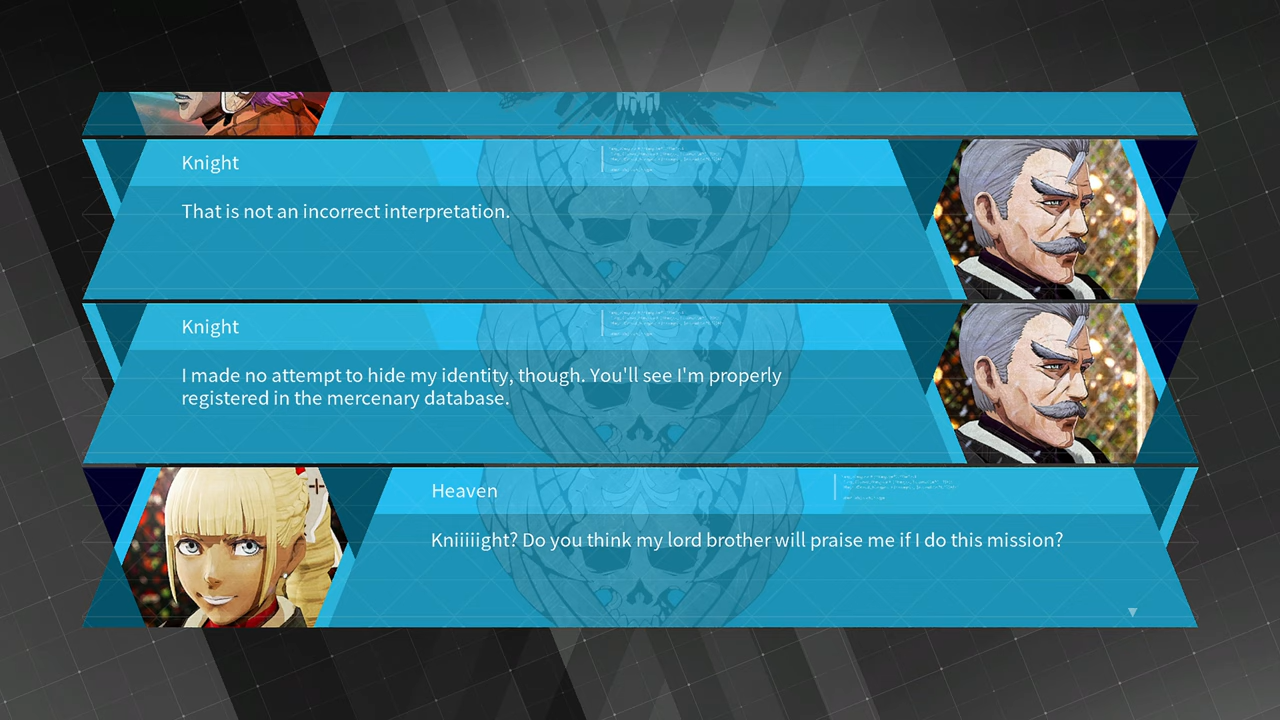 Knight
That is not an incorrect interpretation.
Knight
I made no attempt to hide my identity, though. You'll see I'm properly
registered in the mercenary database.
Heaven
Kniiiiight? Do you think my lord brother will praise me if I do this mission?